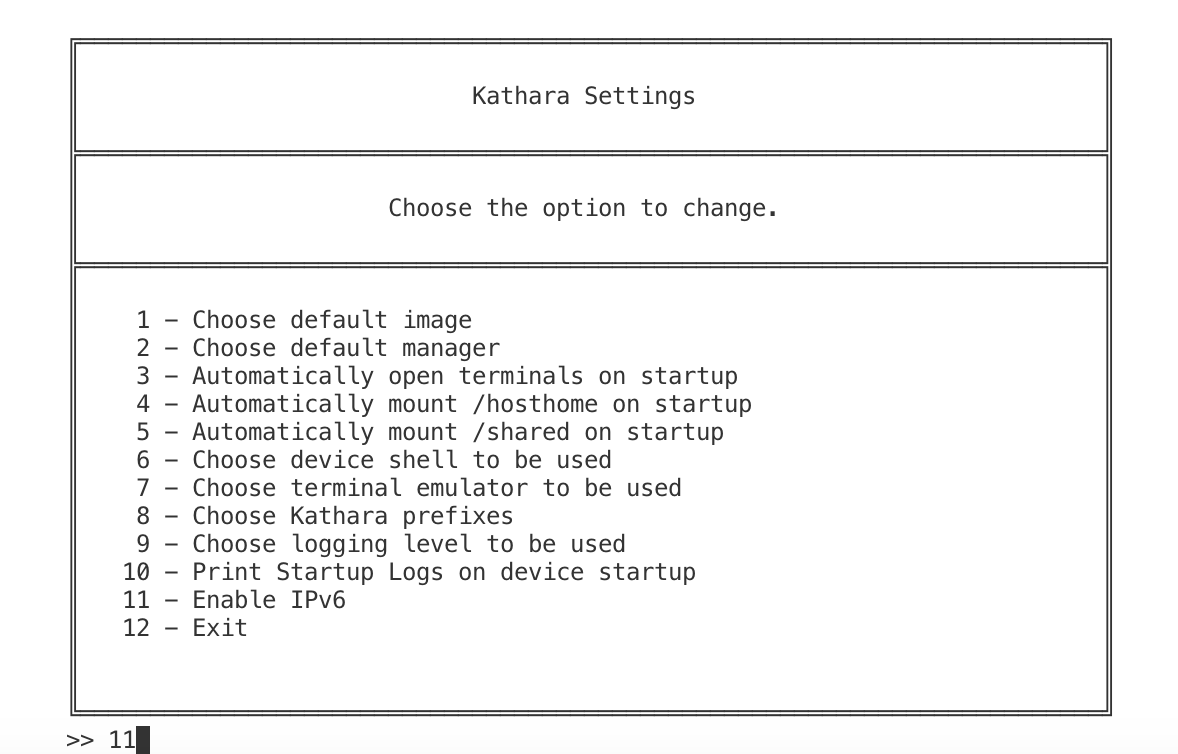 Kathara Settings
Choose the option to change.
1 – Choose default image
2 – Choose default manager
3 – Automatically open terminals on startup
4 – Automatically mount /hosthome on startup
5 – Automatically mount /shared on startup
6 – Choose device shell to be used
7 – Choose terminal emulator to be used
8 – Choose Kathara prefixes
9 – Choose logging level to be used
10 – Print Startup Logs on device startup
11 – Enable IPv6
12 – Exit
>> 11